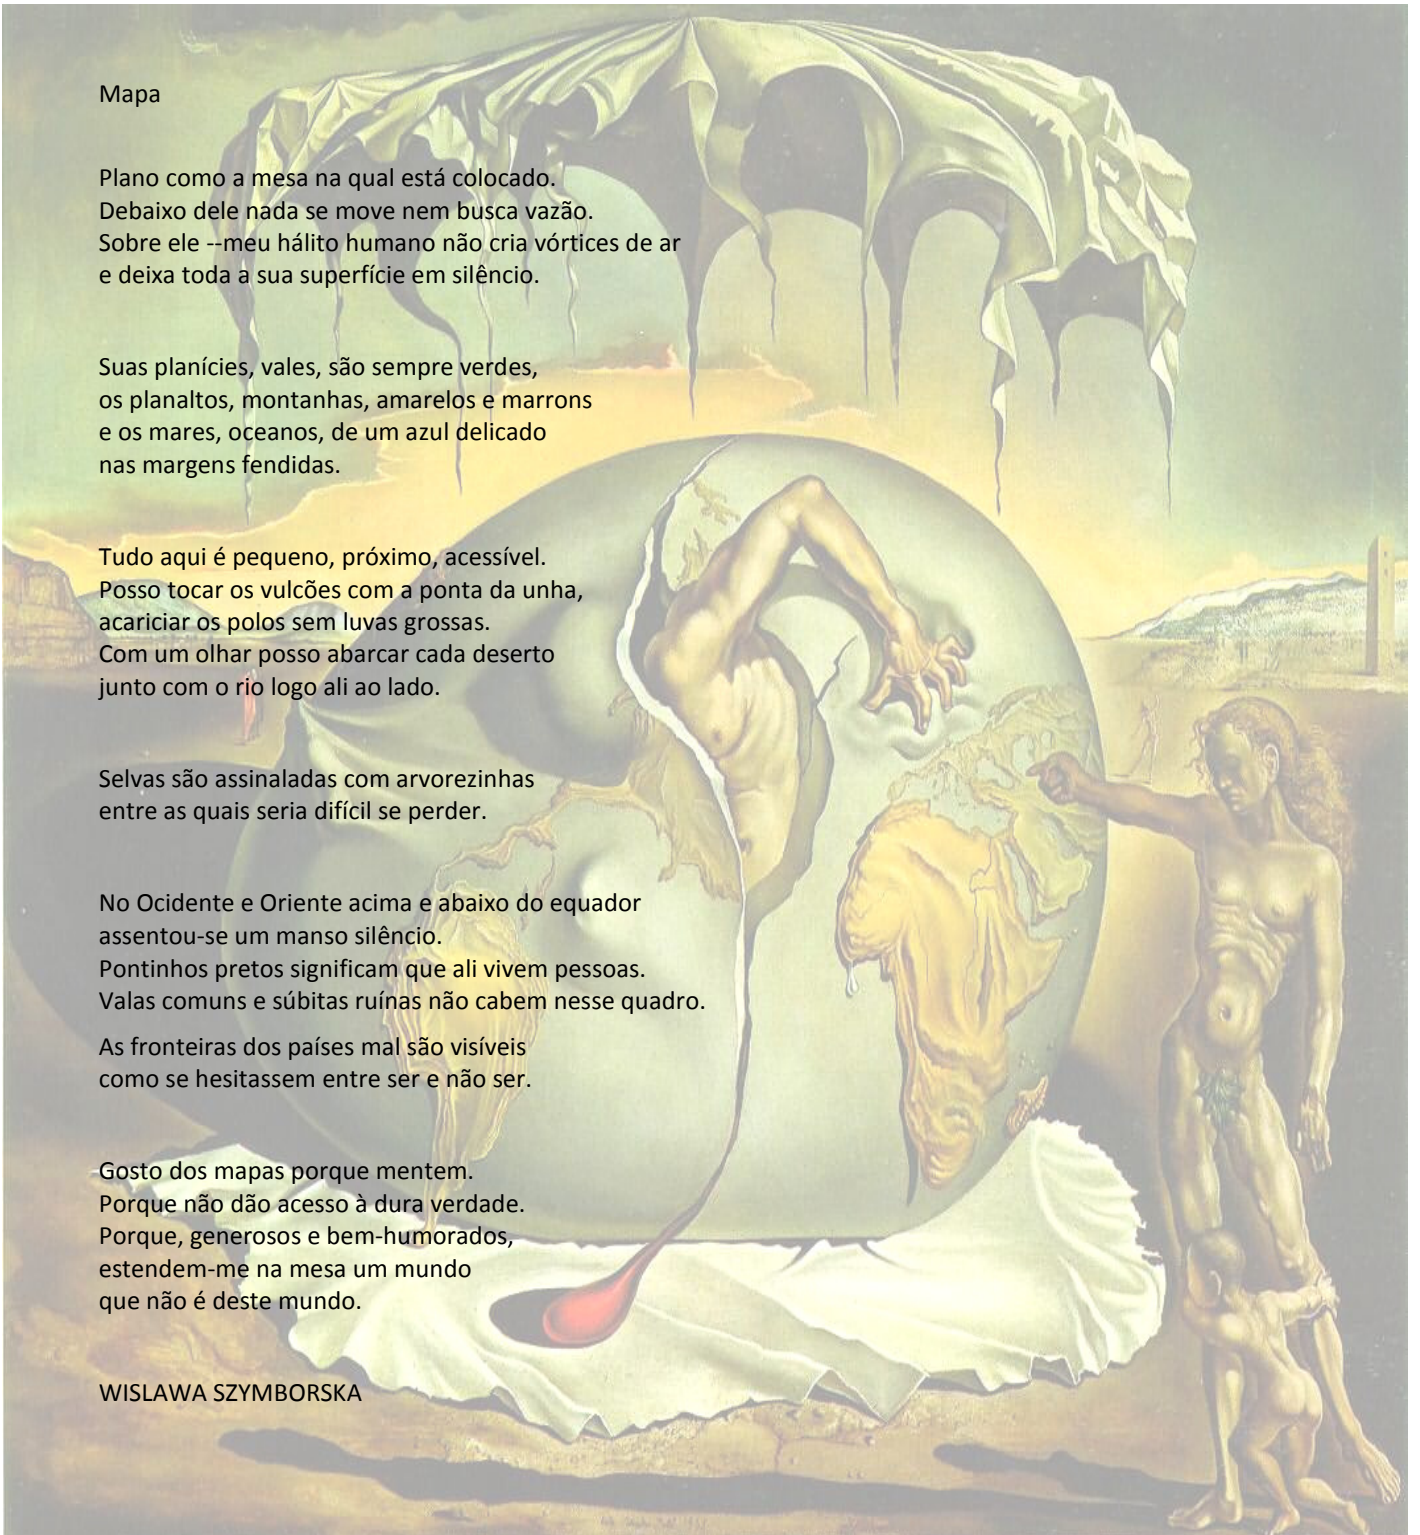 Mapa
Plano como a mesa na qual está colocado.
Debaixo dele nada se move nem busca vazão.
Sobre ele --meu hálito humano não cria vórtices de ar
e deixa toda a sua superfície em silêncio.
Suas planícies, vales, são sempre verdes,
os planaltos, montanhas, amarelos e marrons
e os mares, oceanos, de um azul delicado
nas margens fendidas.
Tudo aqui é pequeno, próximo, acessível.
Posso tocar os vulcões com a ponta da unha,
acariciar os polos sem luvas grossas.
Com um olhar posso abarcar cada deserto
junto com o rio logo ali ao lado.
Selvas são assinaladas com arvorezinhas
entre as quais seria difícil se perder.
No Ocidente e Oriente acima e abaixo do equador
assentou-se um manso silêncio.
Pontinhos pretos significam que ali vivem pessoas.
Valas comuns e súbitas ruínas não cabem nesse quadro.
As fronteiras dos países mal são visíveis
como se hesitassem entre ser e não ser.
Gosto dos mapas porque mentem.
Porque não dão acesso à dura verdade.
Porque, generosos e bem-humorados,
estendem-me na mesa um mundo
que não é deste mundo.
WISLAWA SZYMBORSKA